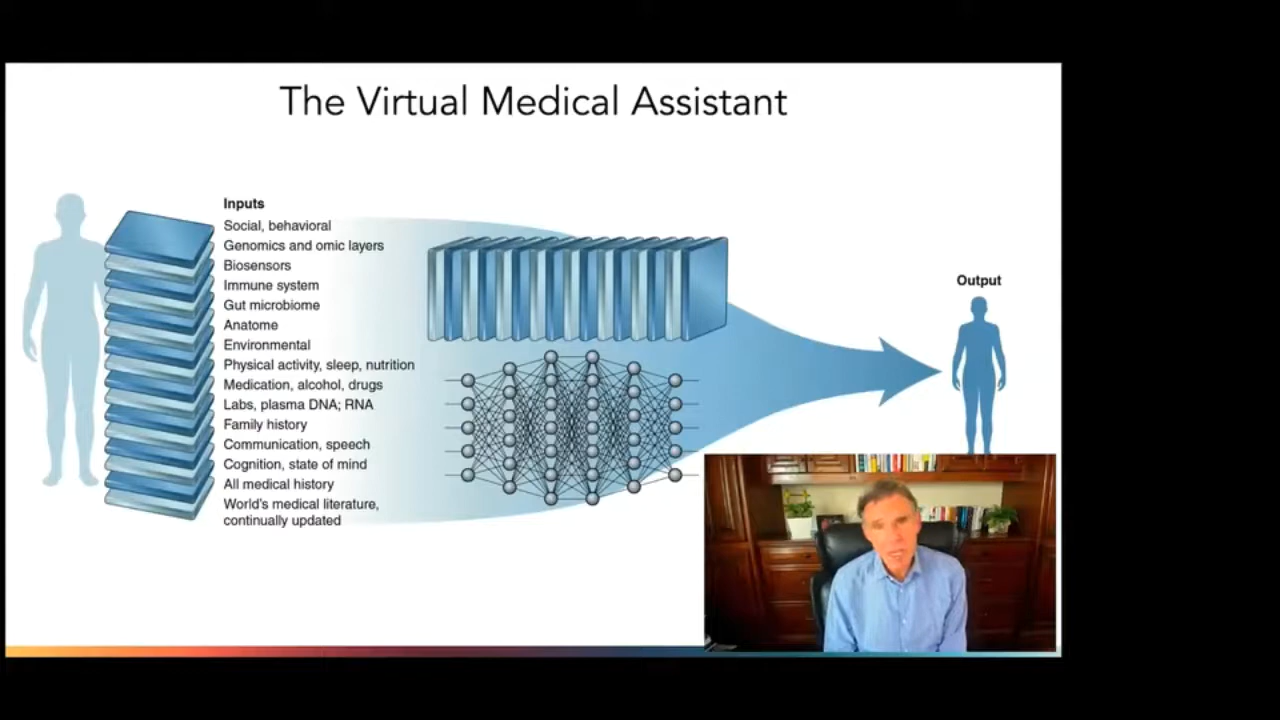 The Virtual Medical Assistant
Inputs
Social, behavioral
Genomics and omic layers
Biosensors
Immune system
Gut microbiome
Anatome
Environmental
Physical activity, sleep, nutrition
Medication, alcohol, drugs
Labs, plasma DNA; RNA
Family history
Communication, speech
Cognition, state of mind
All medical history
World's medical literature,
continually updated
Output